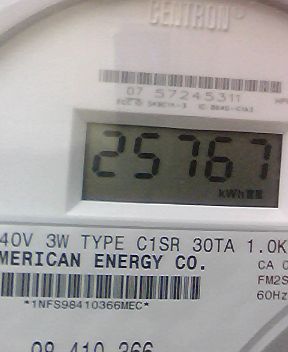 CENTRON®
07 57245311
25767
kWh
40V 3W TYPE C1SR 30TA 1.0K
MERICAN ENERGY CO.
CA 0
FM2S
60Hz
*1NFS98410366MEC*
98 410 366